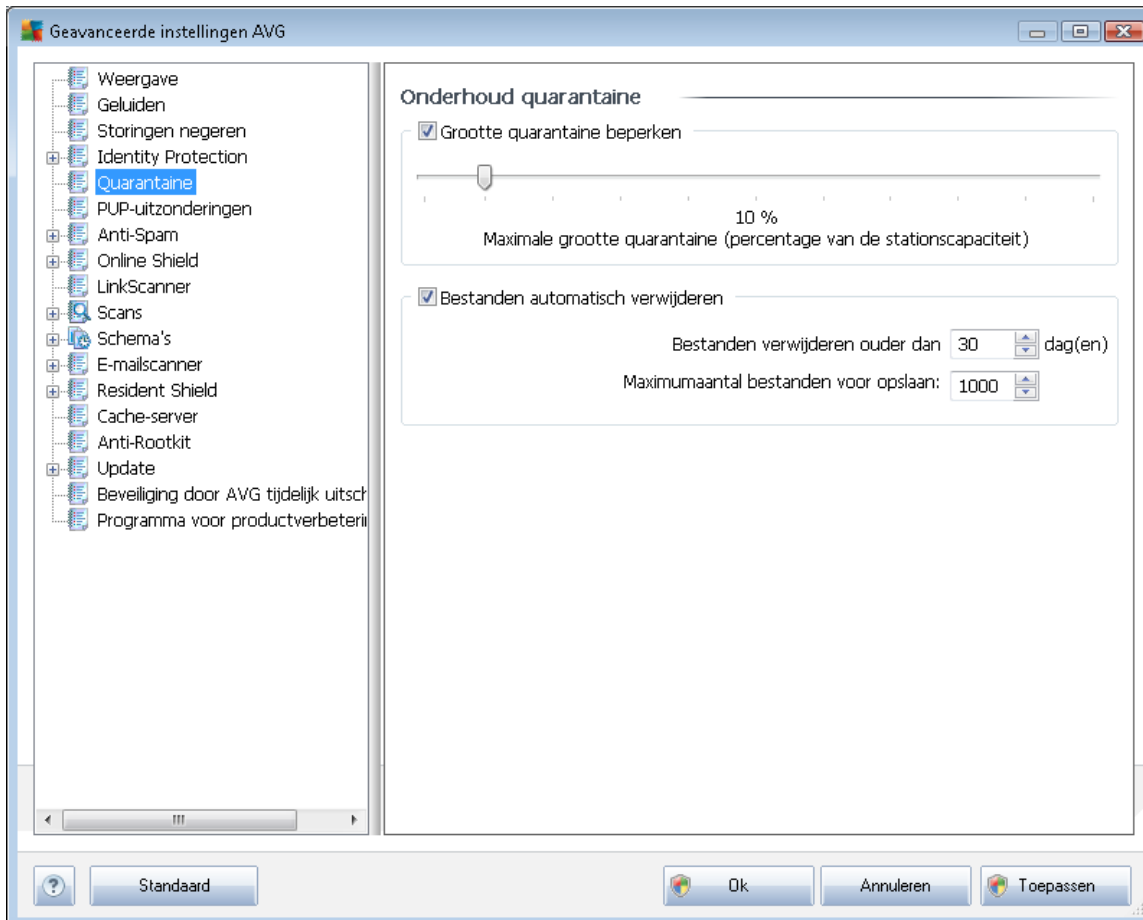 Geavanceerde instellingen AVG
Weergave
Geluiden
Storingen negeren
Identity Protection
Quarantaine
PUP-uitzonderingen
Anti-Spam
Online Shield
LinkScanner
Scans
Schema's
E-mailscanner
Resident Shield
Cache-server
Anti-Rootkit
Update
Beveiliging door AVG tijdelijk uitsch
Programma voor productverbeterin
Onderhoud quarantaine
Grootte quarantaine beperken
10 %
Maximale grootte quarantaine (percentage van de stationscapaciteit)
Bestanden automatisch verwijderen
Bestanden verwijderen ouder dan 30 dag(en)
Maximumaantal bestanden voor opslaan: 1000
? Standaard Ok Annuleren Toepassen